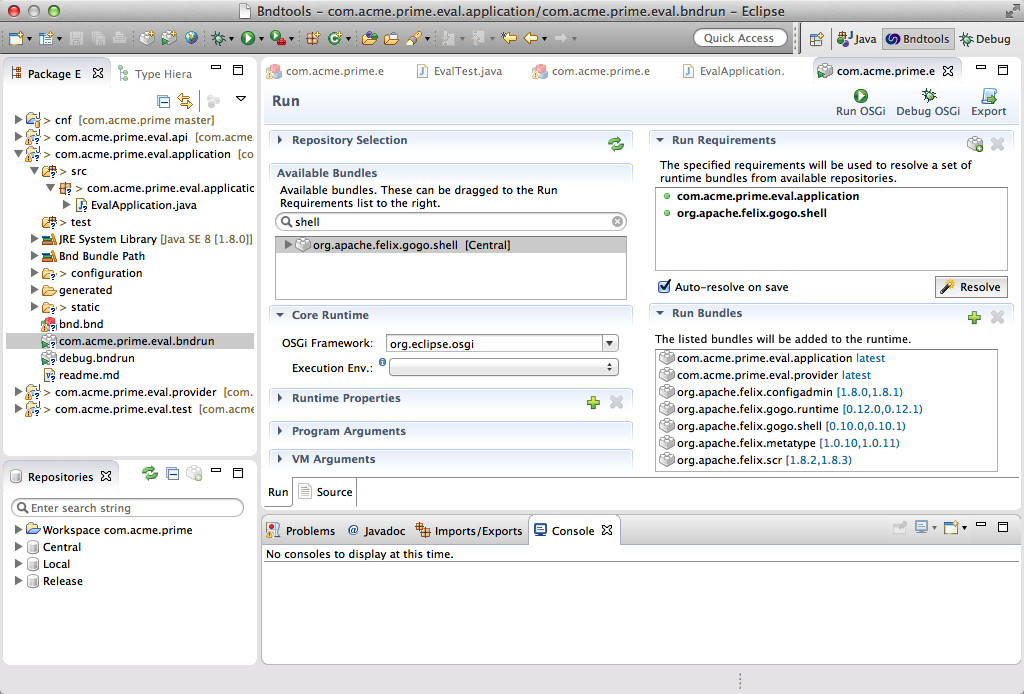 Bndtools – com.acme.prime.eval.application/com.acme.prime.eval.bndrun – Eclipse
Quick Access
Java
Bndtools
Debug
Package E
Type Hiera
> cnf [com.acme.prime master]
> com.acme.prime.eval.api [com.acme
> com.acme.prime.eval.application [co
> src
> com.acme.prime.eval.applicatic
> EvalApplication.java
> test
JRE System Library [Java SE 8 [1.8.0]]
Bnd Bundle Path
> configuration
generated
> static
bnd.bnd
com.acme.prime.eval.bndrun
debug.bndrun
readme.md
> com.acme.prime.eval.provider [com.
> com.acme.prime.eval.test [com.acme
Repositories
Enter search string
Workspace com.acme.prime
Central
Local
Release
com.acme.prime.e
EvalTest.java
com.acme.prime.e
EvalApplication.
com.acme.prime.e
Run
Run OSGi
Debug OSGi
Export
Repository Selection
Available Bundles
Available bundles. These can be dragged to the Run
Requirements list to the right.
shell
org.apache.felix.gogo.shell [Central]
Core Runtime
OSGi Framework:
org.eclipse.osgi
Execution Env.:
Runtime Properties
Program Arguments
VM Arguments
Run Requirements
The specified requirements will be used to resolve a set of
runtime bundles from available repositories.
com.acme.prime.eval.application
org.apache.felix.gogo.shell
Auto-resolve on save
Resolve
Run Bundles
The listed bundles will be added to the runtime.
com.acme.prime.eval.application latest
com.acme.prime.eval.provider latest
org.apache.felix.configadmin [1.8.0,1.8.1)
org.apache.felix.gogo.runtime [0.12.0,0.12.1)
org.apache.felix.gogo.shell [0.10.0,0.10.1)
org.apache.felix.metatype [1.0.10,1.0.11)
org.apache.felix.scr [1.8.2,1.8.3)
Run
Source
Problems
@ Javadoc
Imports/Exports
Console
No consoles to display at this time.